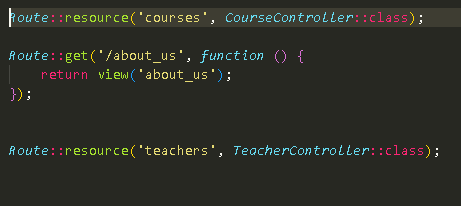 Route::resource('courses', CourseController::class);
Route::get('/about_us', function () {
    return view('about_us');
});
Route::resource('teachers', TeacherController::class);